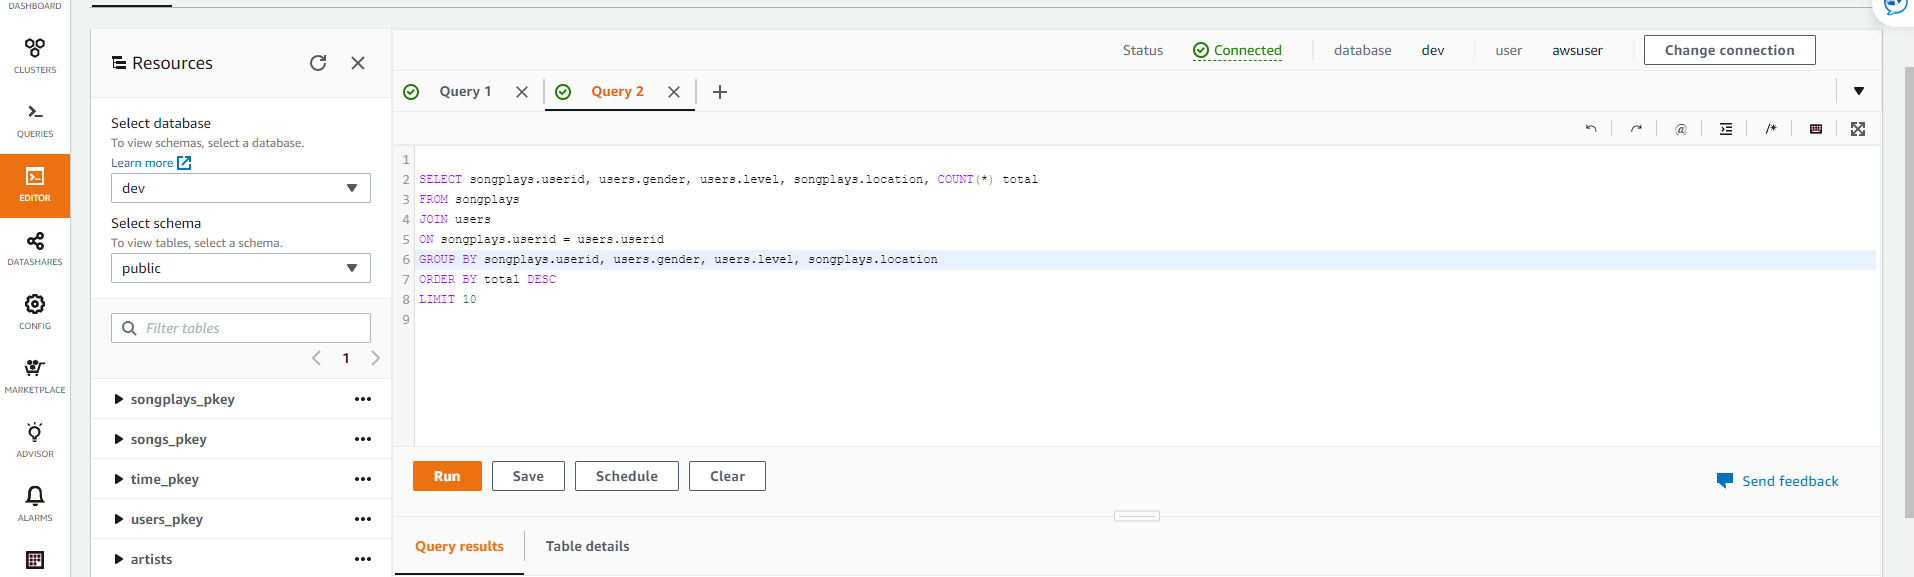 DASHBOARD
CLUSTERS
QUERIES
EDITOR
DATASHARES
CONFIG
MARKETPLACE
ADVISOR
ALARMS
Resources
Select database
To view schemas, select a database.
Learn more
dev
Select schema
To view tables, select a schema.
public
Filter tables
1
songplays_pkey
songs_pkey
time_pkey
users_pkey
artists
Status Connected database dev user awsuser Change connection
Query 1 Query 2
@ /*
1
2 SELECT songplays.userid, users.gender, users.level, songplays.location, COUNT(*) total
3 FROM songplays
4 JOIN users
5 ON songplays.userid = users.userid
6 GROUP BY songplays.userid, users.gender, users.level, songplays.location
7 ORDER BY total DESC
8 LIMIT 10
9
Run Save Schedule Clear
Send feedback
Query results Table details